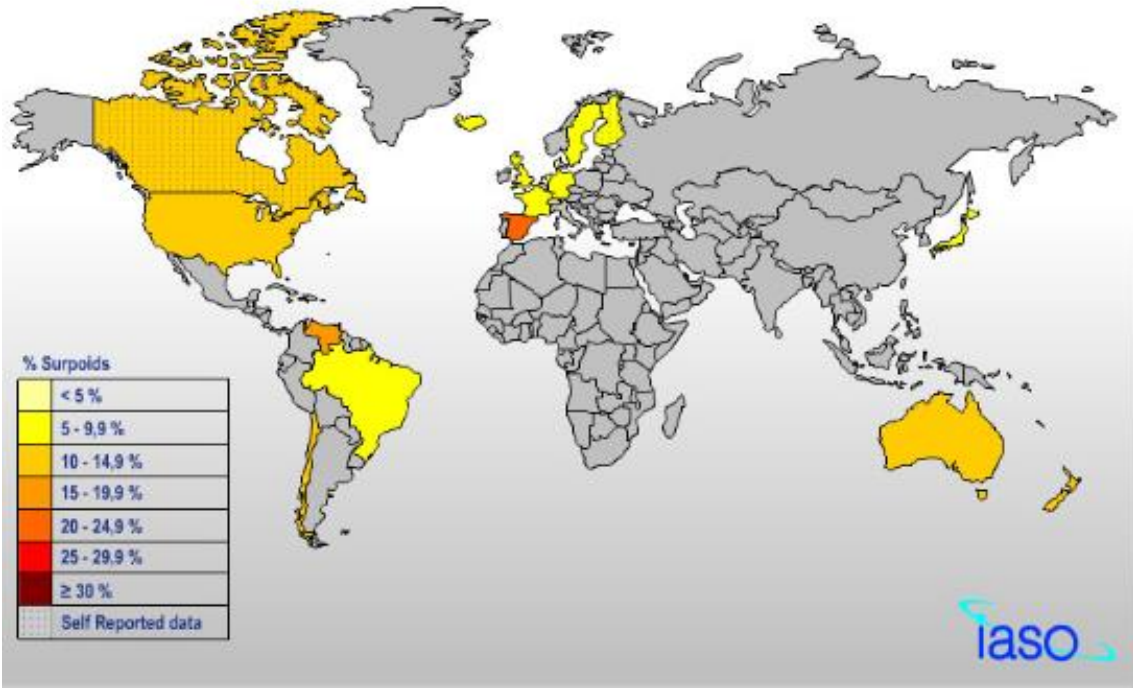 % Surpoids
< 5 %
5 - 9,9 %
10 - 14,9 %
15 - 19,9 %
20 - 24,9 %
25 - 29,9 %
≥ 30 %
Self Reported data
iaso